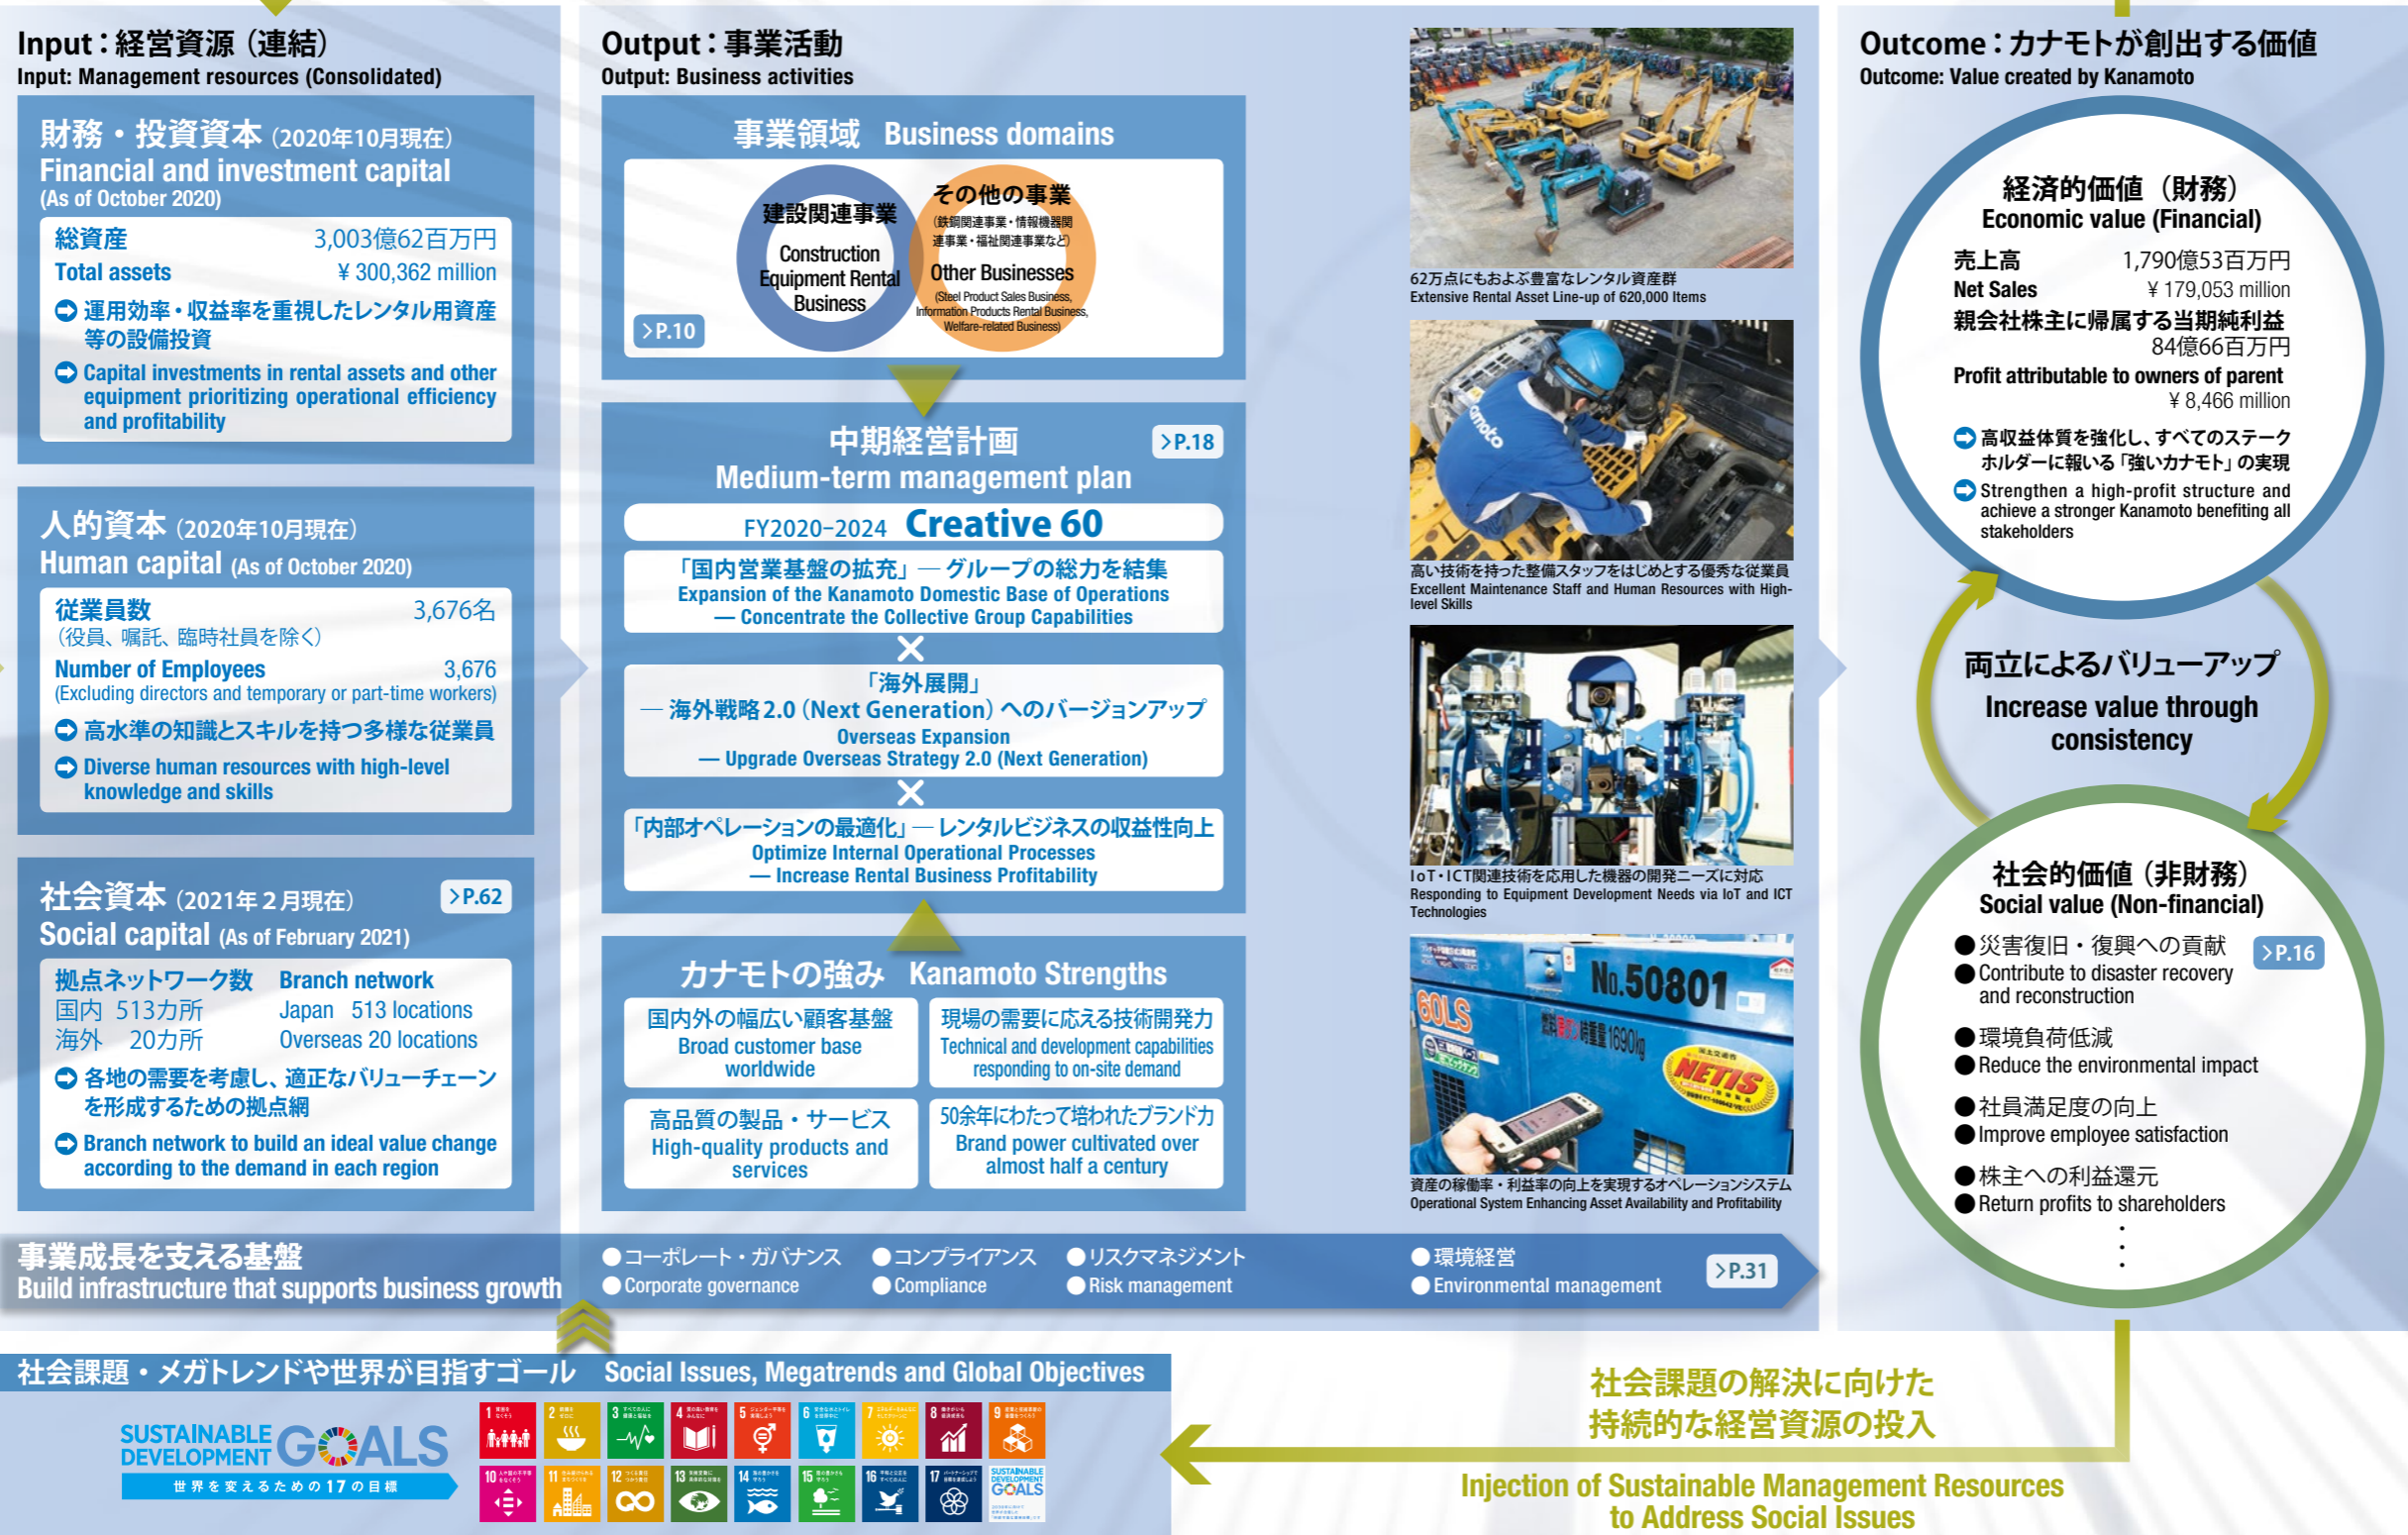 Input：経営資源（連結）
Input: Management resources (Consolidated)
財務・投資資本（2020年10月現在）
Financial and investment capital
(As of October 2020)
総資産 3,003億62百万円
Total assets ¥ 300,362 million
運用効率・収益率を重視したレンタル用資産
等の設備投資
Capital investments in rental assets and other
equipment prioritizing operational efficiency
and profitability
人的資本（2020年10月現在）
Human capital (As of October 2020)
従業員数 3,676名
（役員、嘱託、臨時社員を除く）
Number of Employees 3,676
(Excluding directors and temporary or part-time workers)
高水準の知識とスキルを持つ多様な従業員
Diverse human resources with high-level
knowledge and skills
社会資本（2021年２月現在） >P.62
Social capital (As of February 2021)
拠点ネットワーク数 Branch network
国内 513カ所 Japan 513 locations
海外 20カ所 Overseas 20 locations
各地の需要を考慮し、適正なバリューチェーン
を形成するための拠点網
Branch network to build an ideal value change
according to the demand in each region
Output：事業活動
Output: Business activities
事業領域 Business domains
建設関連事業
Construction
Equipment Rental
Business
その他の事業
（鉄鋼関連事業・情報機器関
連事業・福祉関連事業など）
Other Businesses
(Steel Product Sales Business,
Information Products Rental Business,
Welfare-related Business)
>P.10
中期経営計画 >P.18
Medium-term management plan
FY2020–2024 Creative 60
「国内営業基盤の拡充」― グループの総力を結集
Expansion of the Kanamoto Domestic Base of Operations
— Concentrate the Collective Group Capabilities
×
「海外展開」
― 海外戦略2.0（Next Generation）へのバージョンアップ
Overseas Expansion
— Upgrade Overseas Strategy 2.0 (Next Generation)
×
「内部オペレーションの最適化」― レンタルビジネスの収益性向上
Optimize Internal Operational Processes
— Increase Rental Business Profitability
カナモトの強み Kanamoto Strengths
国内外の幅広い顧客基盤
Broad customer base
worldwide
現場の需要に応える技術開発力
Technical and development capabilities
responding to on-site demand
高品質の製品・サービス
High-quality products and
services
50余年にわたって培われたブランド力
Brand power cultivated over
almost half a century
62万点にもおよぶ豊富なレンタル資産群
Extensive Rental Asset Line-up of 620,000 Items
amoto
高い技術を持った整備スタッフをはじめとする優秀な従業員
Excellent Maintenance Staff and Human Resources with High-
level Skills
IoT・ICT関連技術を応用した機器の開発ニーズに対応
Responding to Equipment Development Needs via IoT and ICT
Technologies
No.50801
60LS
1690kg
NETIS
資産の稼働率・利益率の向上を実現するオペレーションシステム
Operational System Enhancing Asset Availability and Profitability
Outcome：カナモトが創出する価値
Outcome: Value created by Kanamoto
経済的価値（財務）
Economic value (Financial)
売上高 1,790億53百万円
Net Sales ¥ 179,053 million
親会社株主に帰属する当期純利益
84億66百万円
Profit attributable to owners of parent
¥ 8,466 million
高収益体質を強化し、すべてのステーク
ホルダーに報いる「強いカナモト」の実現
Strengthen a high-profit structure and
achieve a stronger Kanamoto benefiting all
stakeholders
両立によるバリューアップ
Increase value through
consistency
社会的価値（非財務）
Social value (Non-financial)
●災害復旧・復興への貢献 >P.16
●Contribute to disaster recovery
and reconstruction
●環境負荷低減
●Reduce the environmental impact
●社員満足度の向上
●Improve employee satisfaction
●株主への利益還元
●Return profits to shareholders
事業成長を支える基盤
Build infrastructure that supports business growth
●コーポレート・ガバナンス ●コンプライアンス ●リスクマネジメント ●環境経営
●Corporate governance ●Compliance ●Risk management ●Environmental management
>P.31
社会課題・メガトレンドや世界が目指すゴール Social Issues, Megatrends and Global Objectives
SUSTAINABLE
DEVELOPMENT GOALS
世界を変えるための17の目標
1 2 3 4 5 6 7 8 9
10 11 12 13 14 15 16 17
SUSTAINABLE
DEVELOPMENT
GOALS
社会課題の解決に向けた
持続的な経営資源の投入
Injection of Sustainable Management Resources
to Address Social Issues